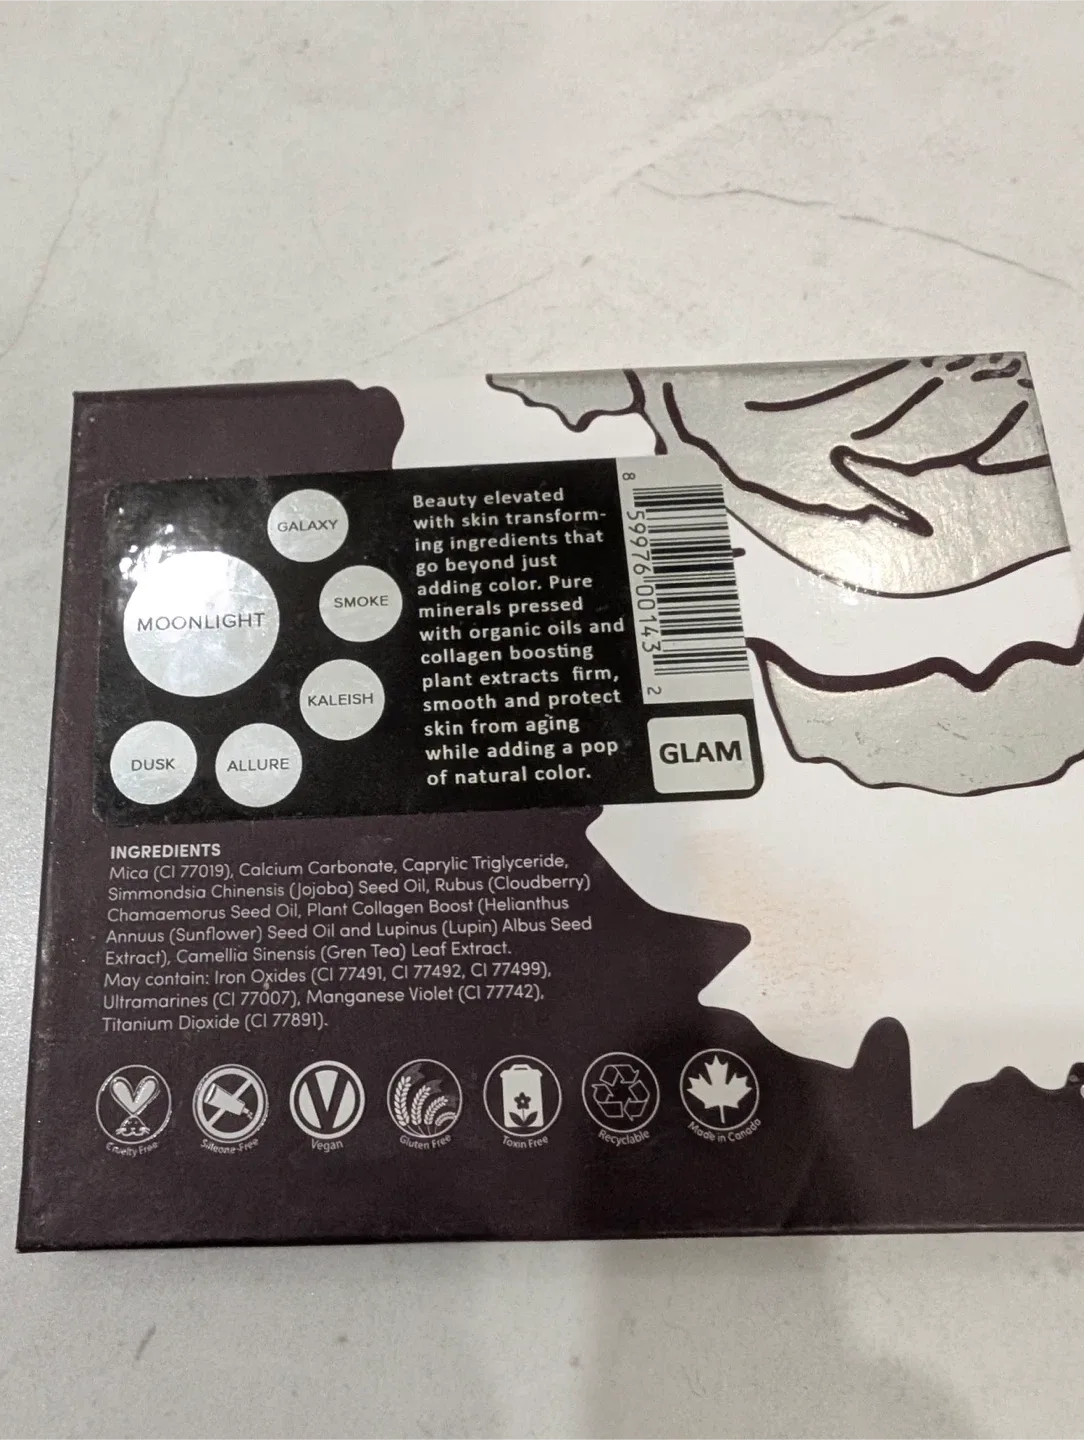 GALAXY
MOONLIGHT
SMOKE
KALEISH
DUSK
ALLURE
Beauty elevated
with skin transform-
ing ingredients that
go beyond just
adding color. Pure
minerals pressed
with organic oils and
collagen boosting
plant extracts firm,
smooth and protect
skin from aging
while adding a pop
of natural color.
8 59976 00143 2
GLAM
INGREDIENTS
Mica (CI 77019), Calcium Carbonate, Caprylic Triglyceride,
Simmondsia Chinensis (Jojoba) Seed Oil, Rubus (Cloudberry)
Chamaemorus Seed Oil, Plant Collagen Boost (Helianthus
Annuus (Sunflower) Seed Oil and Lupinus (Lupin) Albus Seed
Extract), Camellia Sinensis (Gren Tea) Leaf Extract.
May contain: Iron Oxides (CI 77491, CI 77492, CI 77499),
Ultramarines (CI 77007), Manganese Violet (CI 77742),
Titanium Dioxide (CI 77891).
Cruelty Free
Silicone-Free
Vegan
Gluten Free
Toxin Free
Recyclable
Made in Canada